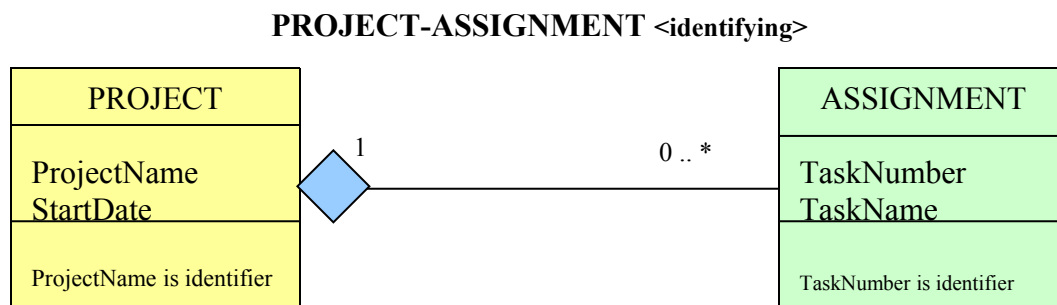 PROJECT-ASSIGNMENT <identifying>
PROJECT
ProjectName
StartDate
ProjectName is identifier
1
0 .. *
ASSIGNMENT
TaskNumber
TaskName
TaskNumber is identifier